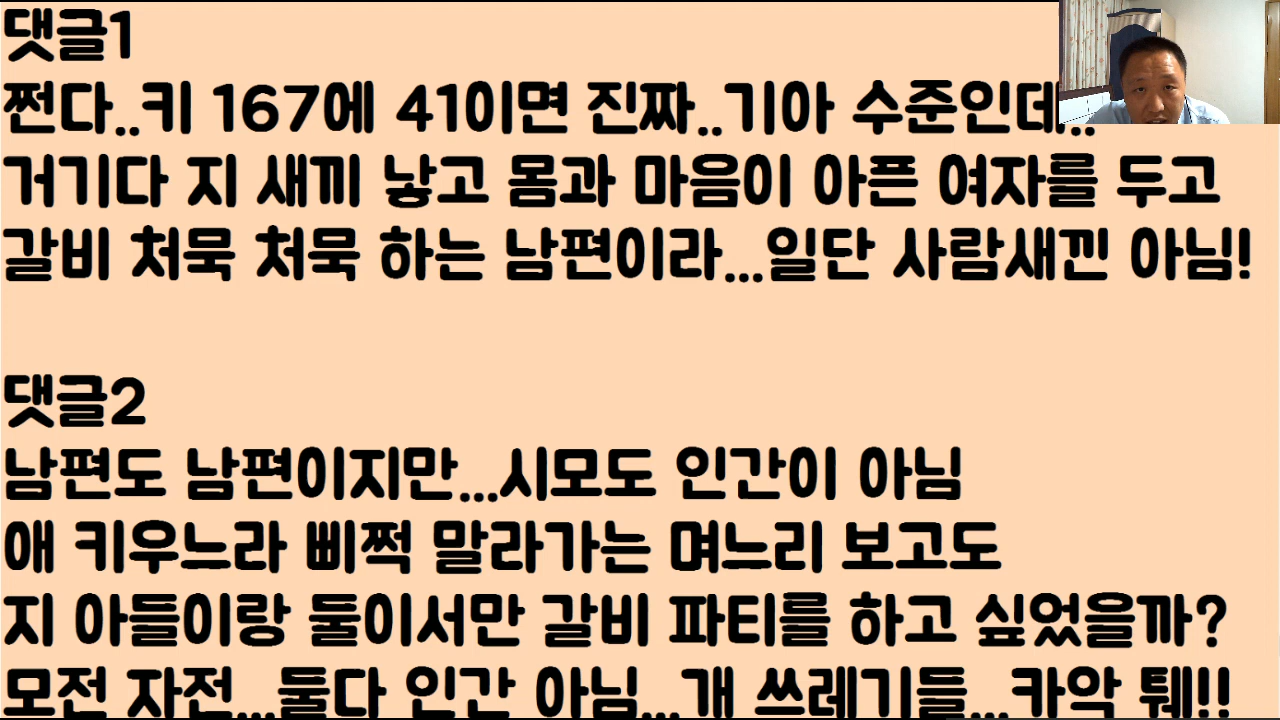 댓글1
쩐다..키 167에 41이면 진짜..기아 수준인데..
거기다 지 새끼 낳고 몸과 마음이 아픈 여자를 두고
갈비 처묵 처묵 하는 남편이라...일단 사람새낀 아님!
댓글2
남편도 남편이지만...시모도 인간이 아님
애 키우느라 삐쩍 말라가는 며느리 보고도
지 아들이랑 둘이서만 갈비 파티를 하고 싶었을까?
모전 자전...둘다 인간 아님...개 쓰레기들...카악 퉤!!